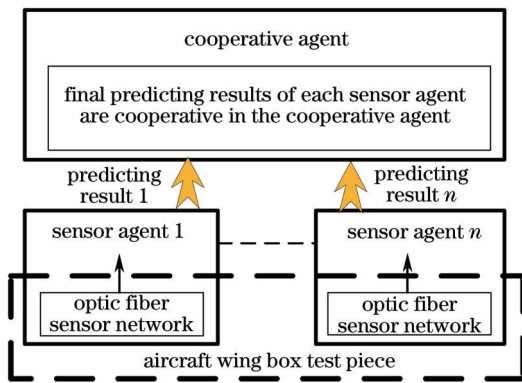 cooperative agent
final predicting results of each sensor agent
are cooperative in the cooperative agent
predicting
result 1
predicting
result n
sensor agent 1
sensor agent n
optic fiber
sensor network
optic fiber
sensor network
aircraft wing box test piece